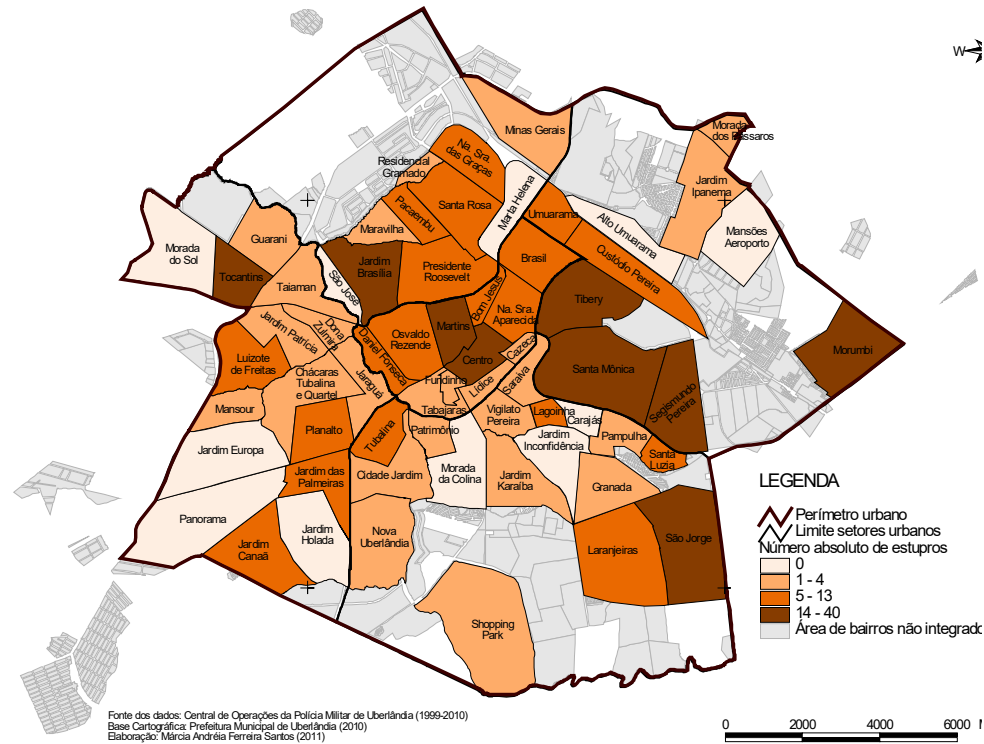 W
Minas Gerais
Morada
dos Pássaros
Na. Sra.
das Graças
Residencial
Gramado
Jardim
Ipanema
Santa Rosa
Marta Helena
Pacaembu
Umuarama
Alto Umuarama
Maravilha
Guarani
Mansões
Aeroporto
Morada
do Sol
Brasil
Custódio Pereira
Jardim
Brasília
Presidente
Roosevelt
Tocantins
São José
Taiaman
Bom Jesus
Tibery
Na. Sra.
Aparecida
Jardim Patrícia
Dona
Zulmira
Daniel Fonseca
Osvaldo
Rezende
Martins
Cazeca
Morumbi
Luizote
de Freitas
Centro
Chácaras
Tubalina
e Quartel
Jaraguá
Santa Mônica
Fundinho
Lídice
Saraiva
Segismundo
Pereira
Mansour
Tabajaras
Vigilato
Pereira
Lagoinha
Carajás
Planalto
Tubalina
Patrimônio
Pampulha
Jardim
Inconfidência
Jardim Europa
Santa
Luzia
Jardim das
Palmeiras
Cidade Jardim
Morada
da Colina
Jardim
Karaíba
Granada
Panorama
Jardim
Holada
Nova
Uberlândia
São Jorge
Jardim
Canaã
Laranjeiras
Shopping
Park
LEGENDA
Perímetro urbano
Limite setores urbanos
Número absoluto de estupros
0
1 - 4
5 - 13
14 - 40
Área de bairros não integrado
Fonte dos dados: Central de Operações da Polícia Militar de Uberlândia (1999-2010)
Base Cartográfica: Prefeitura Municipal de Uberlândia (2010)
Elaboração: Márcia Andréia Ferreira Santos (2011)
0 2000 4000 6000 M